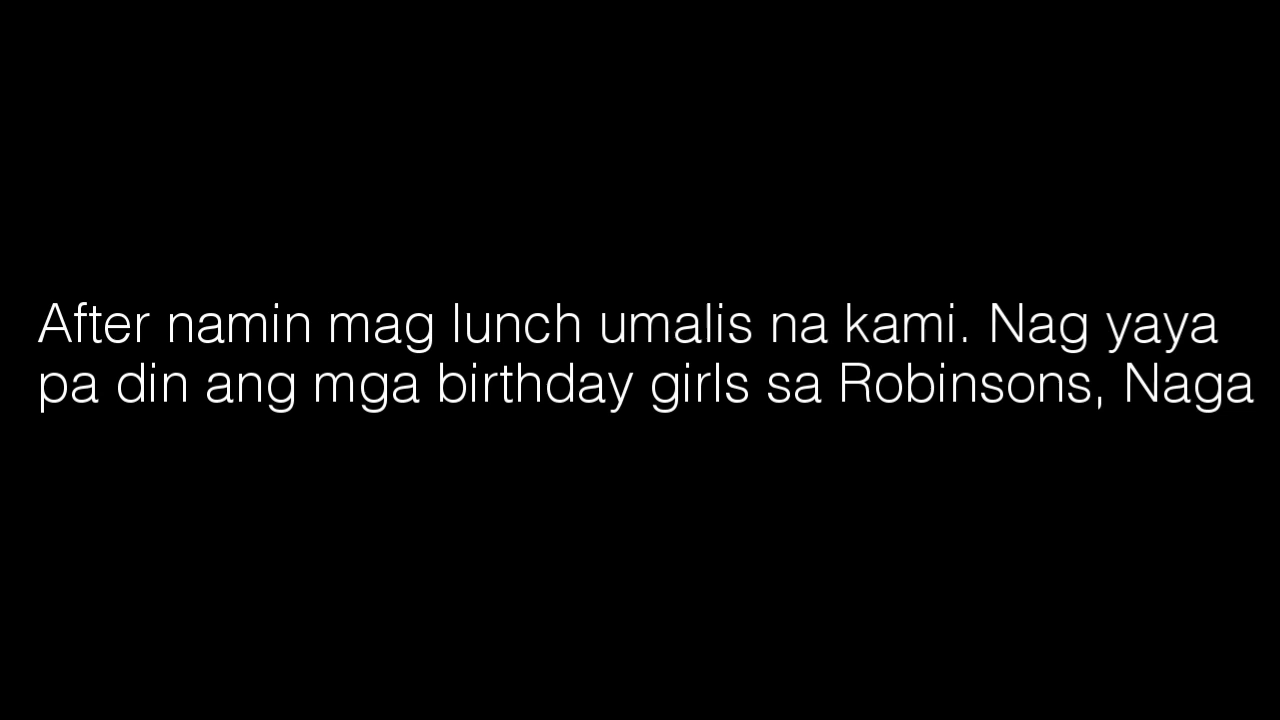 After namin mag lunch umalis na kami. Nag yaya
pa din ang mga birthday girls sa Robinsons, Naga